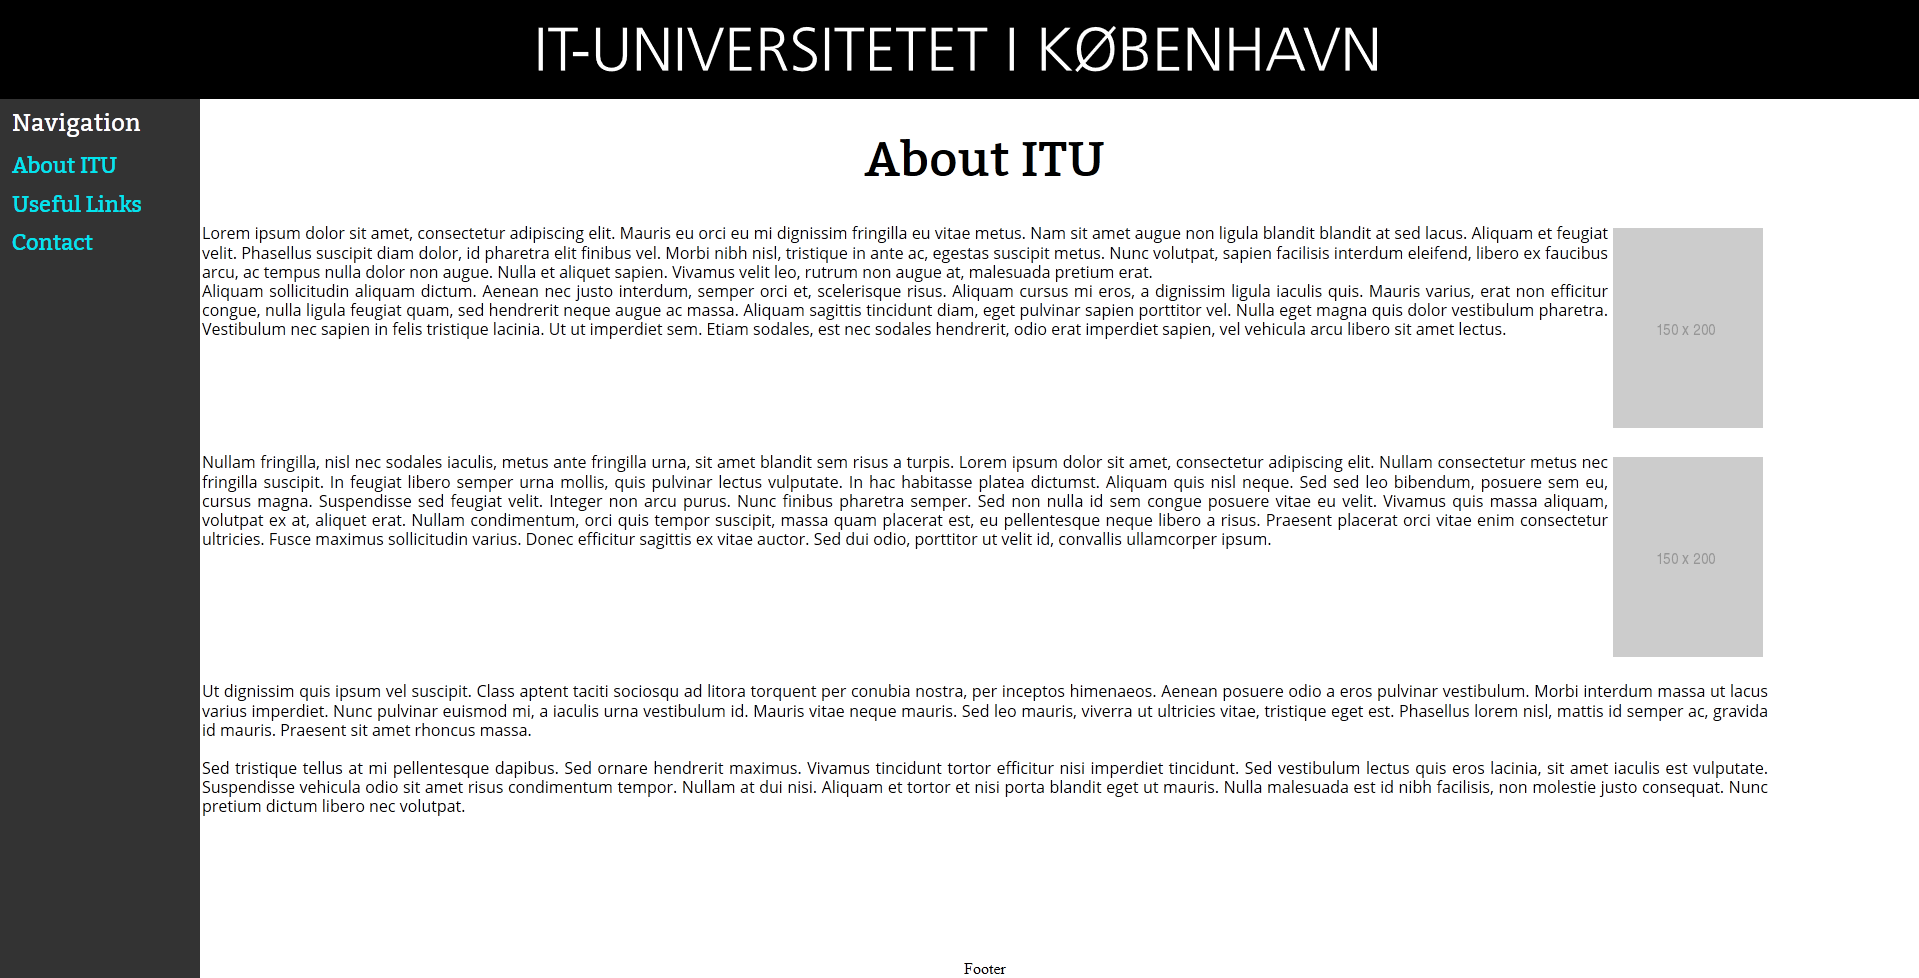 IT-UNIVERSITETET I KØBENHAVN
Navigation
About ITU
Useful Links
Contact
About ITU
Lorem ipsum dolor sit amet, consectetur adipiscing elit. Mauris eu orci eu mi dignissim fringilla eu vitae metus. Nam sit amet augue non ligula blandit blandit at sed lacus. Aliquam et feugiat
velit. Phasellus suscipit diam dolor, id pharetra elit finibus vel. Morbi nibh nisl, tristique in ante ac, egestas suscipit metus. Nunc volutpat, sapien facilisis interdum eleifend, libero ex faucibus
arcu, ac tempus nulla dolor non augue. Nulla et aliquet sapien. Vivamus velit leo, rutrum non augue at, malesuada pretium erat.
Aliquam sollicitudin aliquam dictum. Aenean nec justo interdum, semper orci et, scelerisque risus. Aliquam cursus mi eros, a dignissim ligula iaculis quis. Mauris varius, erat non efficitur
congue, nulla ligula feugiat quam, sed hendrerit neque augue ac massa. Aliquam sagittis tincidunt diam, eget pulvinar sapien porttitor vel. Nulla eget magna quis dolor vestibulum pharetra.
Vestibulum nec sapien in felis tristique lacinia. Ut ut imperdiet sem. Etiam sodales, est nec sodales hendrerit, odio erat imperdiet sapien, vel vehicula arcu libero sit amet lectus.
150 x 200
Nullam fringilla, nisl nec sodales iaculis, metus ante fringilla urna, sit amet blandit sem risus a turpis. Lorem ipsum dolor sit amet, consectetur adipiscing elit. Nullam consectetur metus nec
fringilla suscipit. In feugiat libero semper urna mollis, quis pulvinar lectus vulputate. In hac habitasse platea dictumst. Aliquam quis nisl neque. Sed sed leo bibendum, posuere sem eu,
cursus magna. Suspendisse sed feugiat velit. Integer non arcu purus. Nunc finibus pharetra semper. Sed non nulla id sem congue posuere vitae eu velit. Vivamus quis massa aliquam,
volutpat ex at, aliquet erat. Nullam condimentum, orci quis tempor suscipit, massa quam placerat est, eu pellentesque neque libero a risus. Praesent placerat orci vitae enim consectetur
ultricies. Fusce maximus sollicitudin varius. Donec efficitur sagittis ex vitae auctor. Sed dui odio, porttitor ut velit id, convallis ullamcorper ipsum.
150 x 200
Ut dignissim quis ipsum vel suscipit. Class aptent taciti sociosqu ad litora torquent per conubia nostra, per inceptos himenaeos. Aenean posuere odio a eros pulvinar vestibulum. Morbi interdum massa ut lacus
varius imperdiet. Nunc pulvinar euismod mi, a iaculis urna vestibulum id. Mauris vitae neque mauris. Sed leo mauris, viverra ut ultricies vitae, tristique eget est. Phasellus lorem nisl, mattis id semper ac, gravida
id mauris. Praesent sit amet rhoncus massa.
Sed tristique tellus at mi pellentesque dapibus. Sed ornare hendrerit maximus. Vivamus tincidunt tortor efficitur nisi imperdiet tincidunt. Sed vestibulum lectus quis eros lacinia, sit amet iaculis est vulputate.
Suspendisse vehicula odio sit amet risus condimentum tempor. Nullam at dui nisi. Aliquam et tortor et nisi porta blandit eget ut mauris. Nulla malesuada est id nibh facilisis, non molestie justo consequat. Nunc
pretium dictum libero nec volutpat.
Footer